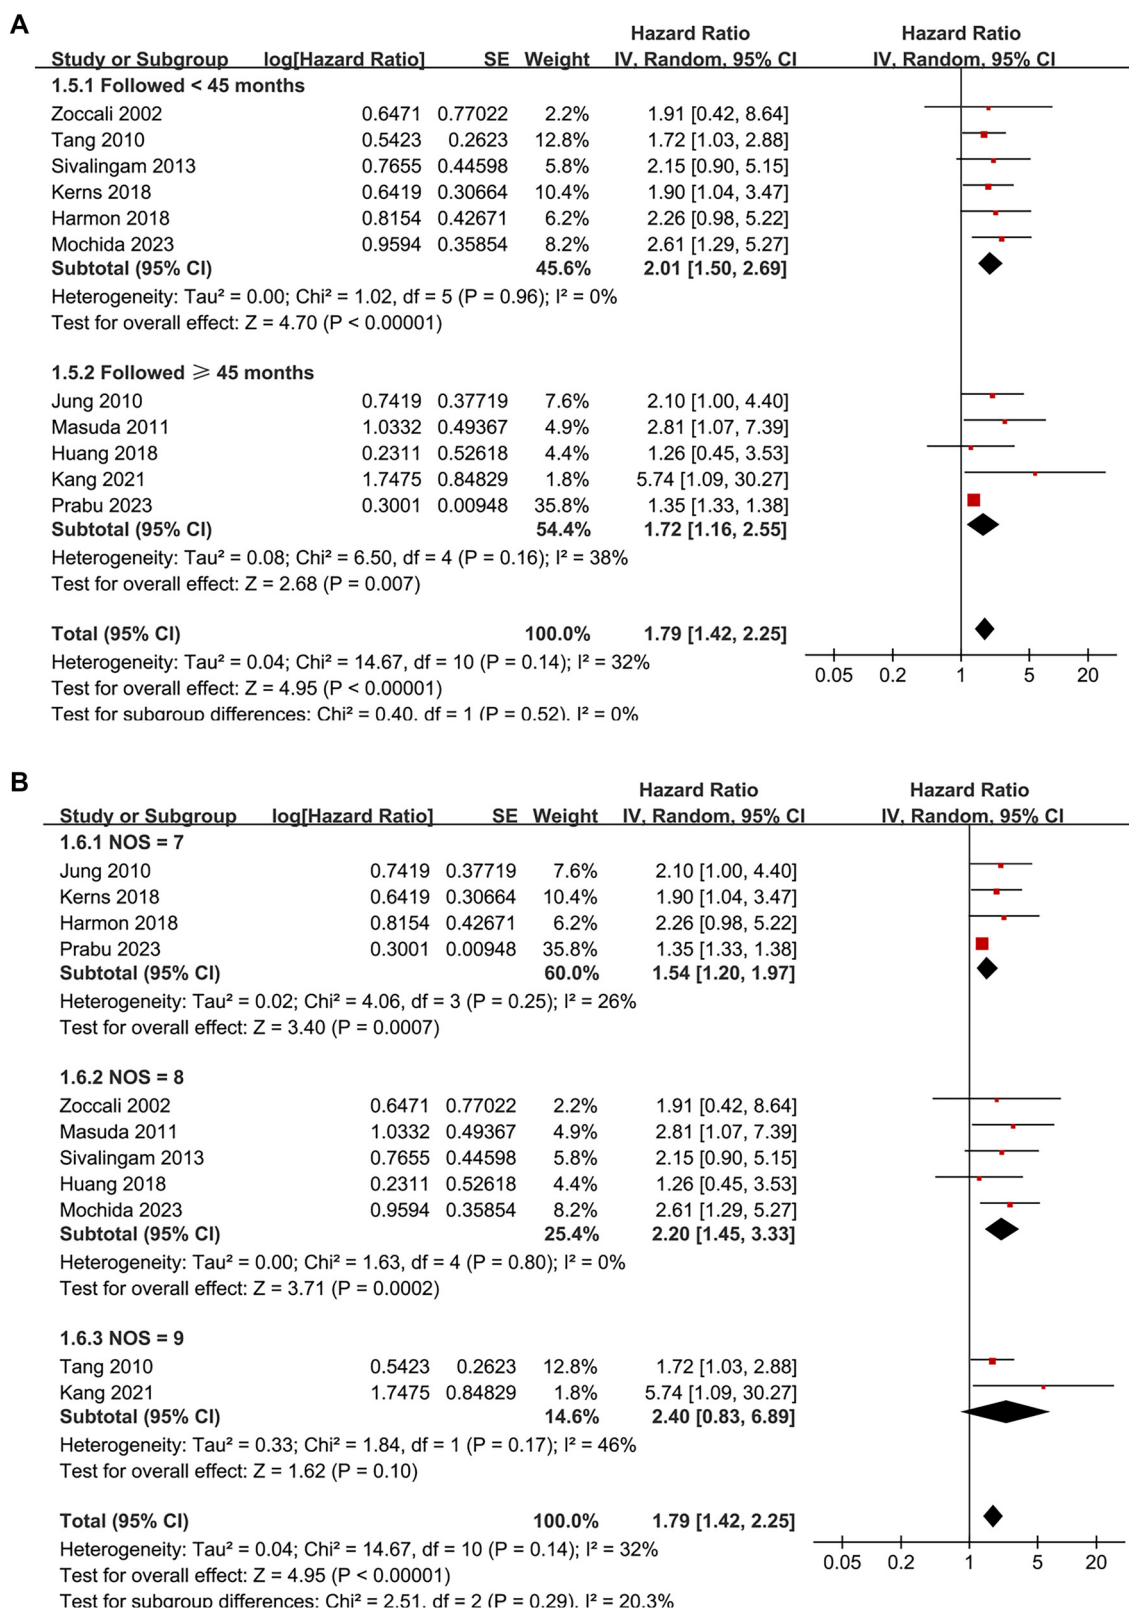 A
Hazard Ratio Hazard Ratio
Study or Subgroup log[Hazard Ratio] SE Weight IV, Random, 95% CI IV, Random, 95% CI
1.5.1 Followed < 45 months
Zoccali 2002 0.6471 0.77022 2.2% 1.91 [0.42, 8.64]
Tang 2010 0.5423 0.2623 12.8% 1.72 [1.03, 2.88]
Sivalingam 2013 0.7655 0.44598 5.8% 2.15 [0.90, 5.15]
Kerns 2018 0.6419 0.30664 10.4% 1.90 [1.04, 3.47]
Harmon 2018 0.8154 0.42671 6.2% 2.26 [0.98, 5.22]
Mochida 2023 0.9594 0.35854 8.2% 2.61 [1.29, 5.27]
Subtotal (95% CI) 45.6% 2.01 [1.50, 2.69]
Heterogeneity: Tau² = 0.00; Chi² = 1.02, df = 5 (P = 0.96); I² = 0%
Test for overall effect: Z = 4.70 (P < 0.00001)
1.5.2 Followed ⩾ 45 months
Jung 2010 0.7419 0.37719 7.6% 2.10 [1.00, 4.40]
Masuda 2011 1.0332 0.49367 4.9% 2.81 [1.07, 7.39]
Huang 2018 0.2311 0.52618 4.4% 1.26 [0.45, 3.53]
Kang 2021 1.7475 0.84829 1.8% 5.74 [1.09, 30.27]
Prabu 2023 0.3001 0.00948 35.8% 1.35 [1.33, 1.38]
Subtotal (95% CI) 54.4% 1.72 [1.16, 2.55]
Heterogeneity: Tau² = 0.08; Chi² = 6.50, df = 4 (P = 0.16); I² = 38%
Test for overall effect: Z = 2.68 (P = 0.007)
Total (95% CI) 100.0% 1.79 [1.42, 2.25]
Heterogeneity: Tau² = 0.04; Chi² = 14.67, df = 10 (P = 0.14); I² = 32%
Test for overall effect: Z = 4.95 (P < 0.00001)
Test for subgroup differences: Chi² = 0.40, df = 1 (P = 0.52), I² = 0%
0.05 0.2 1 5 20
B
Hazard Ratio Hazard Ratio
Study or Subgroup log[Hazard Ratio] SE Weight IV, Random, 95% CI IV, Random, 95% CI
1.6.1 NOS = 7
Jung 2010 0.7419 0.37719 7.6% 2.10 [1.00, 4.40]
Kerns 2018 0.6419 0.30664 10.4% 1.90 [1.04, 3.47]
Harmon 2018 0.8154 0.42671 6.2% 2.26 [0.98, 5.22]
Prabu 2023 0.3001 0.00948 35.8% 1.35 [1.33, 1.38]
Subtotal (95% CI) 60.0% 1.54 [1.20, 1.97]
Heterogeneity: Tau² = 0.02; Chi² = 4.06, df = 3 (P = 0.25); I² = 26%
Test for overall effect: Z = 3.40 (P = 0.0007)
1.6.2 NOS = 8
Zoccali 2002 0.6471 0.77022 2.2% 1.91 [0.42, 8.64]
Masuda 2011 1.0332 0.49367 4.9% 2.81 [1.07, 7.39]
Sivalingam 2013 0.7655 0.44598 5.8% 2.15 [0.90, 5.15]
Huang 2018 0.2311 0.52618 4.4% 1.26 [0.45, 3.53]
Mochida 2023 0.9594 0.35854 8.2% 2.61 [1.29, 5.27]
Subtotal (95% CI) 25.4% 2.20 [1.45, 3.33]
Heterogeneity: Tau² = 0.00; Chi² = 1.63, df = 4 (P = 0.80); I² = 0%
Test for overall effect: Z = 3.71 (P = 0.0002)
1.6.3 NOS = 9
Tang 2010 0.5423 0.2623 12.8% 1.72 [1.03, 2.88]
Kang 2021 1.7475 0.84829 1.8% 5.74 [1.09, 30.27]
Subtotal (95% CI) 14.6% 2.40 [0.83, 6.89]
Heterogeneity: Tau² = 0.33; Chi² = 1.84, df = 1 (P = 0.17); I² = 46%
Test for overall effect: Z = 1.62 (P = 0.10)
Total (95% CI) 100.0% 1.79 [1.42, 2.25]
Heterogeneity: Tau² = 0.04; Chi² = 14.67, df = 10 (P = 0.14); I² = 32%
Test for overall effect: Z = 4.95 (P < 0.00001)
Test for subgroup differences: Chi² = 2.51, df = 2 (P = 0.29), I² = 20.3%
0.05 0.2 1 5 20